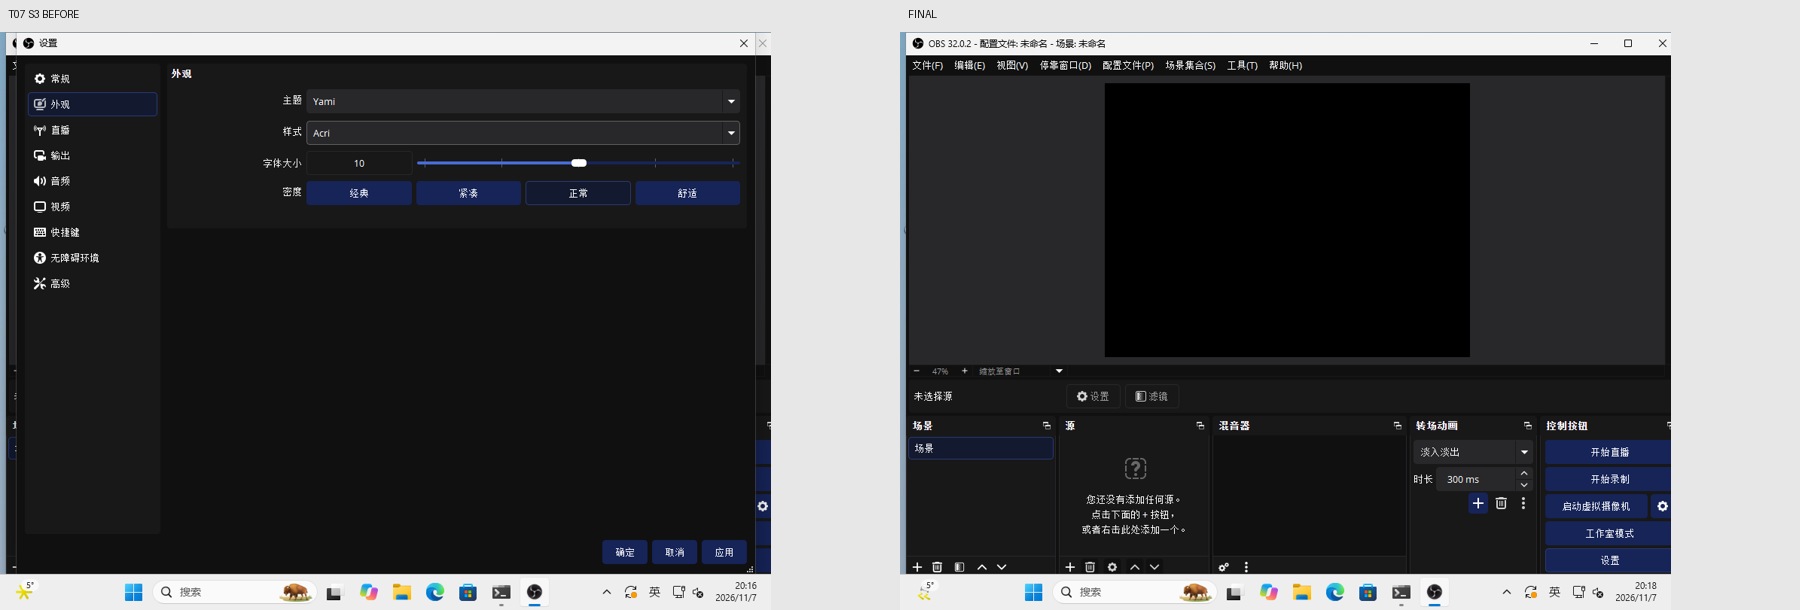 T07 S3 BEFORE
设置
常规
外观
直播
输出
音频
视频
快捷键
无障碍环境
高级
外观
主题 Yami
样式 Acri
字体大小 10
密度 经典 紧凑 正常 舒适
确定 取消 应用
5°
搜索
英
20:16
2026/11/7
FINAL
OBS 32.0.2 - 配置文件: 未命名 - 场景: 未命名
文件(F) 编辑(E) 视图(V) 停靠窗口(D) 配置文件(P) 场景集合(S) 工具(T) 帮助(H)
47% 缩放至窗口
未选择源 设置 滤镜
场景
场景
源
您还没有添加任何源。
点击下面的 + 按钮，
或者右击此处添加一个。
混音器
转场动画
淡入淡出
时长 300 ms
控制按钮
开始直播
开始录制
启动虚拟摄像机
工作室模式
设置
5°
搜索
英
20:18
2026/11/7